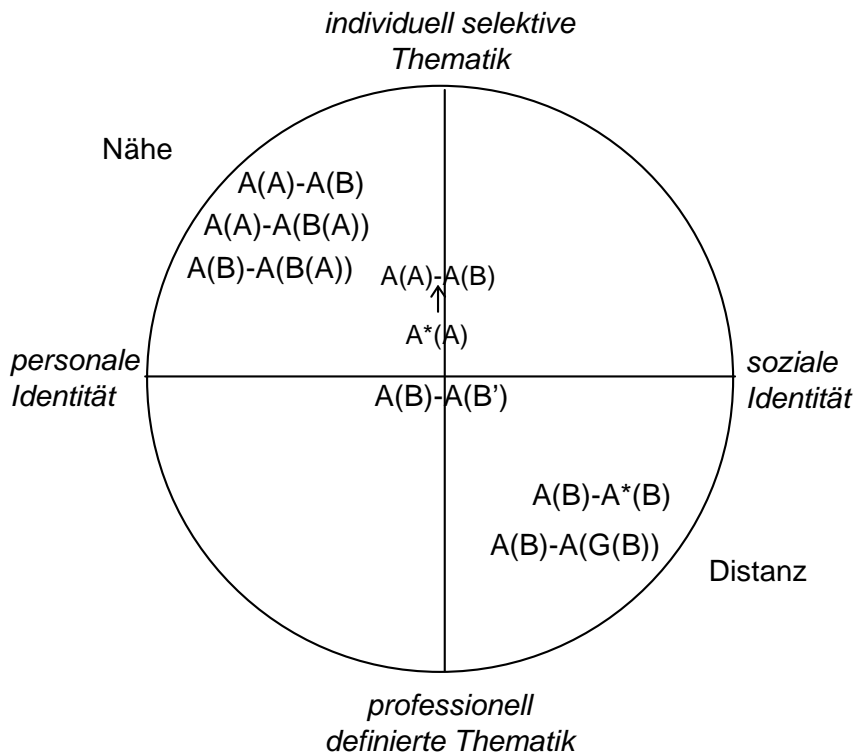 individuell selektive
Thematik
Nähe
A(A)-A(B)
A(A)-A(B(A))
A(B)-A(B(A))
A(A)-A(B)
A*(A)
personale
Identität
soziale
Identität
A(B)-A(B’)
A(B)-A*(B)
A(B)-A(G(B))
Distanz
professionell
definierte Thematik